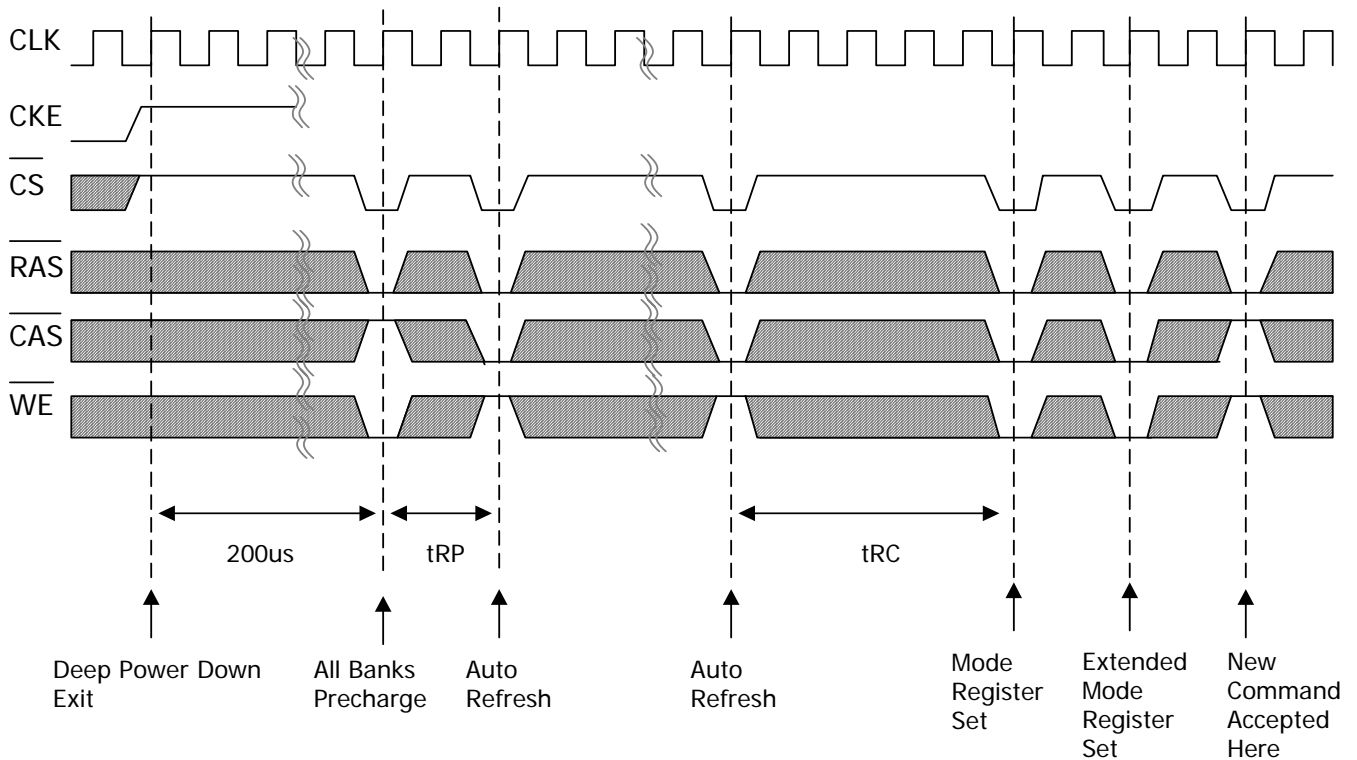 CLK
CKE
CS
RAS
CAS
WE
200us
tRP
tRC
Deep Power Down
Exit
All Banks
Precharge
Auto
Refresh
Auto
Refresh
Mode
Register
Set
Extended
Mode
Register
Set
New
Command
Accepted
Here